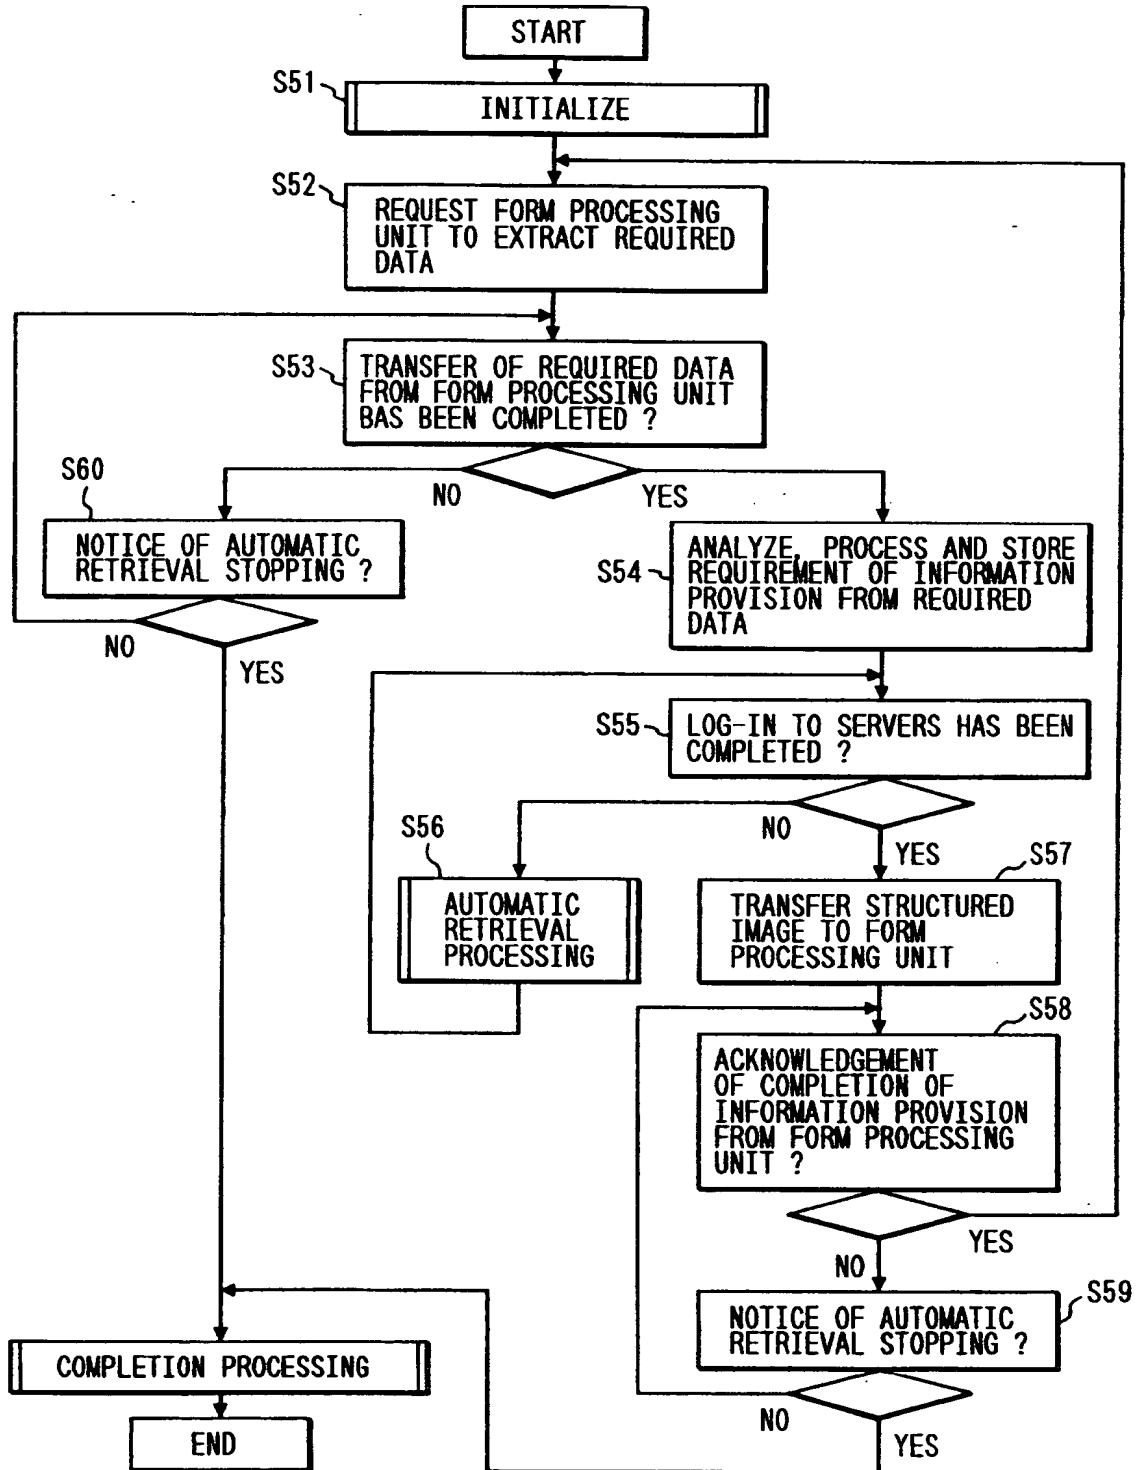 START
S51
INITIALIZE
S52
REQUEST FORM PROCESSING
UNIT TO EXTRACT REQUIRED
DATA
S53
TRANSFER OF REQUIRED DATA
FROM FORM PROCESSING UNIT
BAS BEEN COMPLETED ?
NO
YES
S60
NOTICE OF AUTOMATIC
RETRIEVAL STOPPING ?
NO
YES
S54
ANALYZE, PROCESS AND STORE
REQUIREMENT OF INFORMATION
PROVISION FROM REQUIRED
DATA
S55
LOG-IN TO SERVERS HAS BEEN
COMPLETED ?
NO
YES
S56
AUTOMATIC
RETRIEVAL
PROCESSING
S57
TRANSFER STRUCTURED
IMAGE TO FORM
PROCESSING UNIT
S58
ACKNOWLEDGEMENT
OF COMPLETION OF
INFORMATION PROVISION
FROM FORM PROCESSING
UNIT ?
YES
NO
S59
NOTICE OF AUTOMATIC
RETRIEVAL STOPPING ?
NO
YES
COMPLETION PROCESSING
END